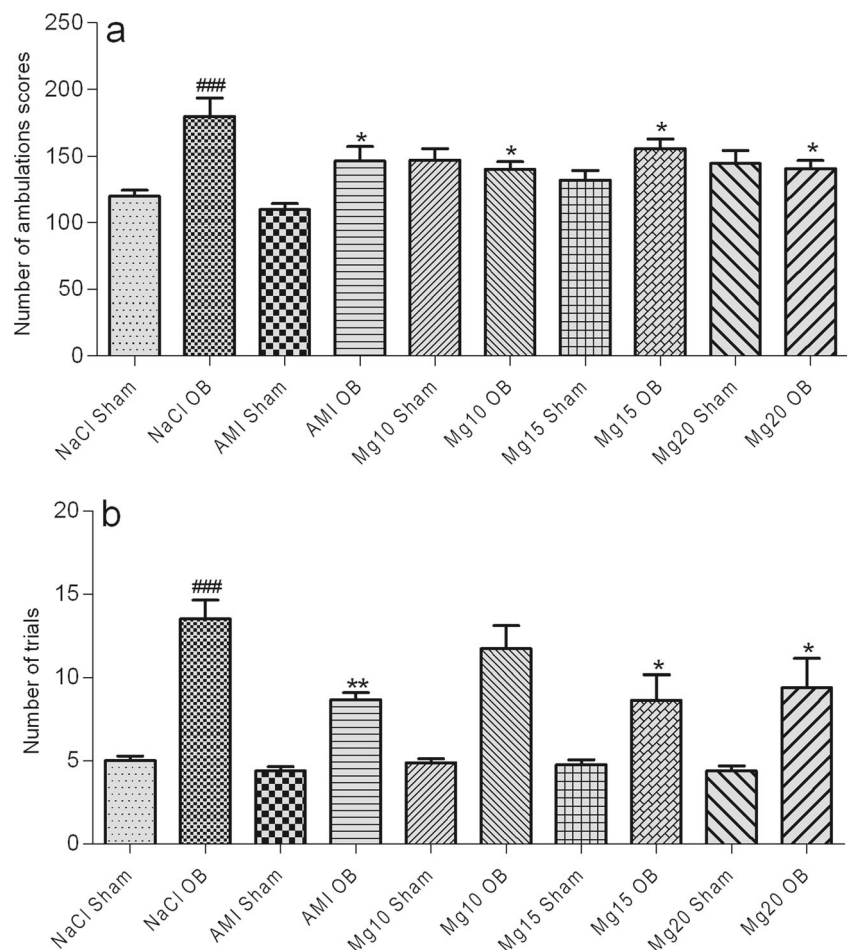 a
Number of ambulations scores
250
200
150
100
50
0
###
*
*
*
*
NaCl Sham
NaCl OB
AMI Sham
AMI OB
Mg10 Sham
Mg10 OB
Mg15 Sham
Mg15 OB
Mg20 Sham
Mg20 OB
b
Number of trials
20
15
10
5
0
###
**
*
*
NaCl Sham
NaCl OB
AMI Sham
AMI OB
Mg10 Sham
Mg10 OB
Mg15 Sham
Mg15 OB
Mg20 Sham
Mg20 OB